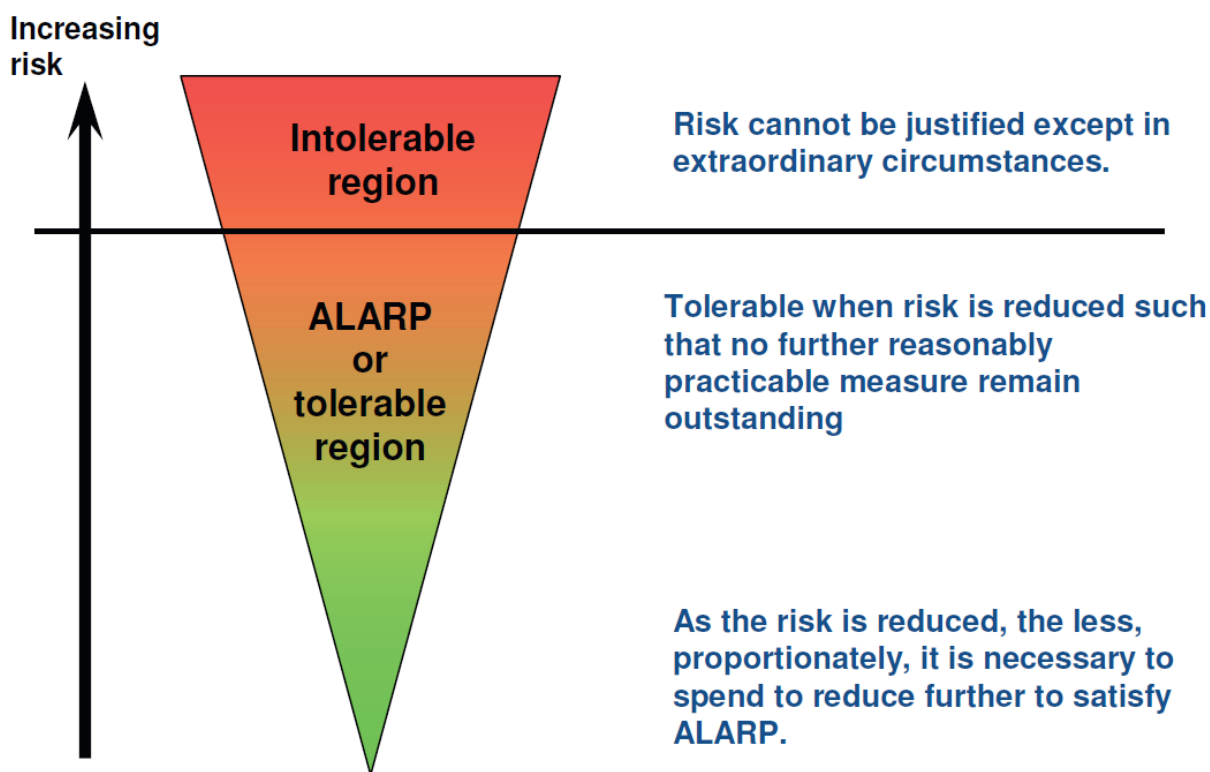 Increasing
risk
Intolerable
region
Risk cannot be justified except in
extraordinary circumstances.
ALARP
or
tolerable
region
Tolerable when risk is reduced such
that no further reasonably
practicable measure remain
outstanding
As the risk is reduced, the less,
proportionately, it is necessary to
spend to reduce further to satisfy
ALARP.